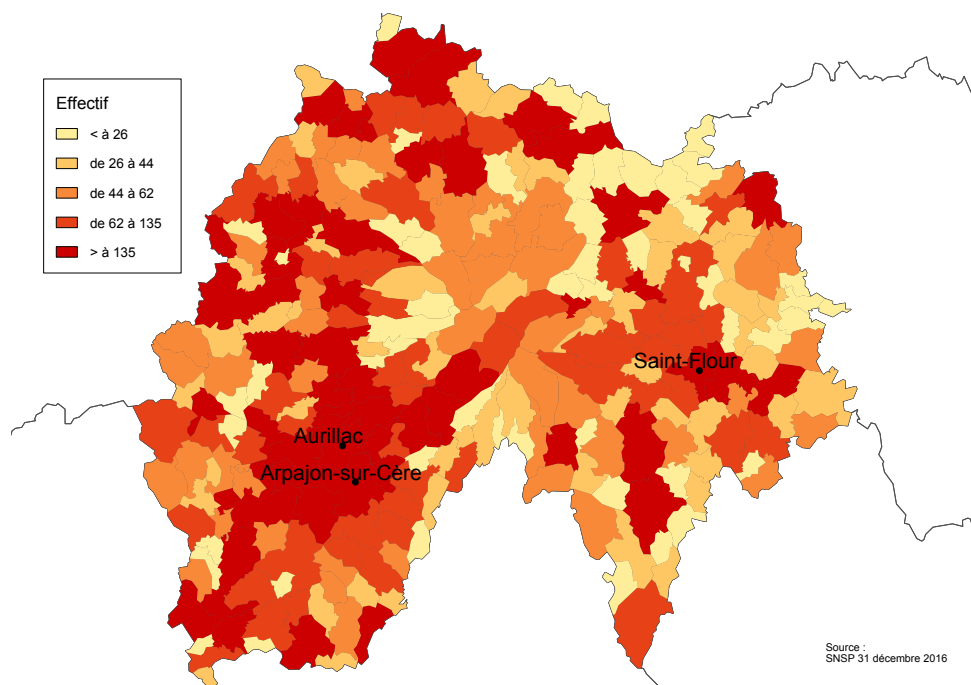 Effectif
< à 26
de 26 à 44
de 44 à 62
de 62 à 135
> à 135
Saint-Flour
Aurillac
Arpajon-sur-Cère
Source :
SNSP 31 décembre 2016